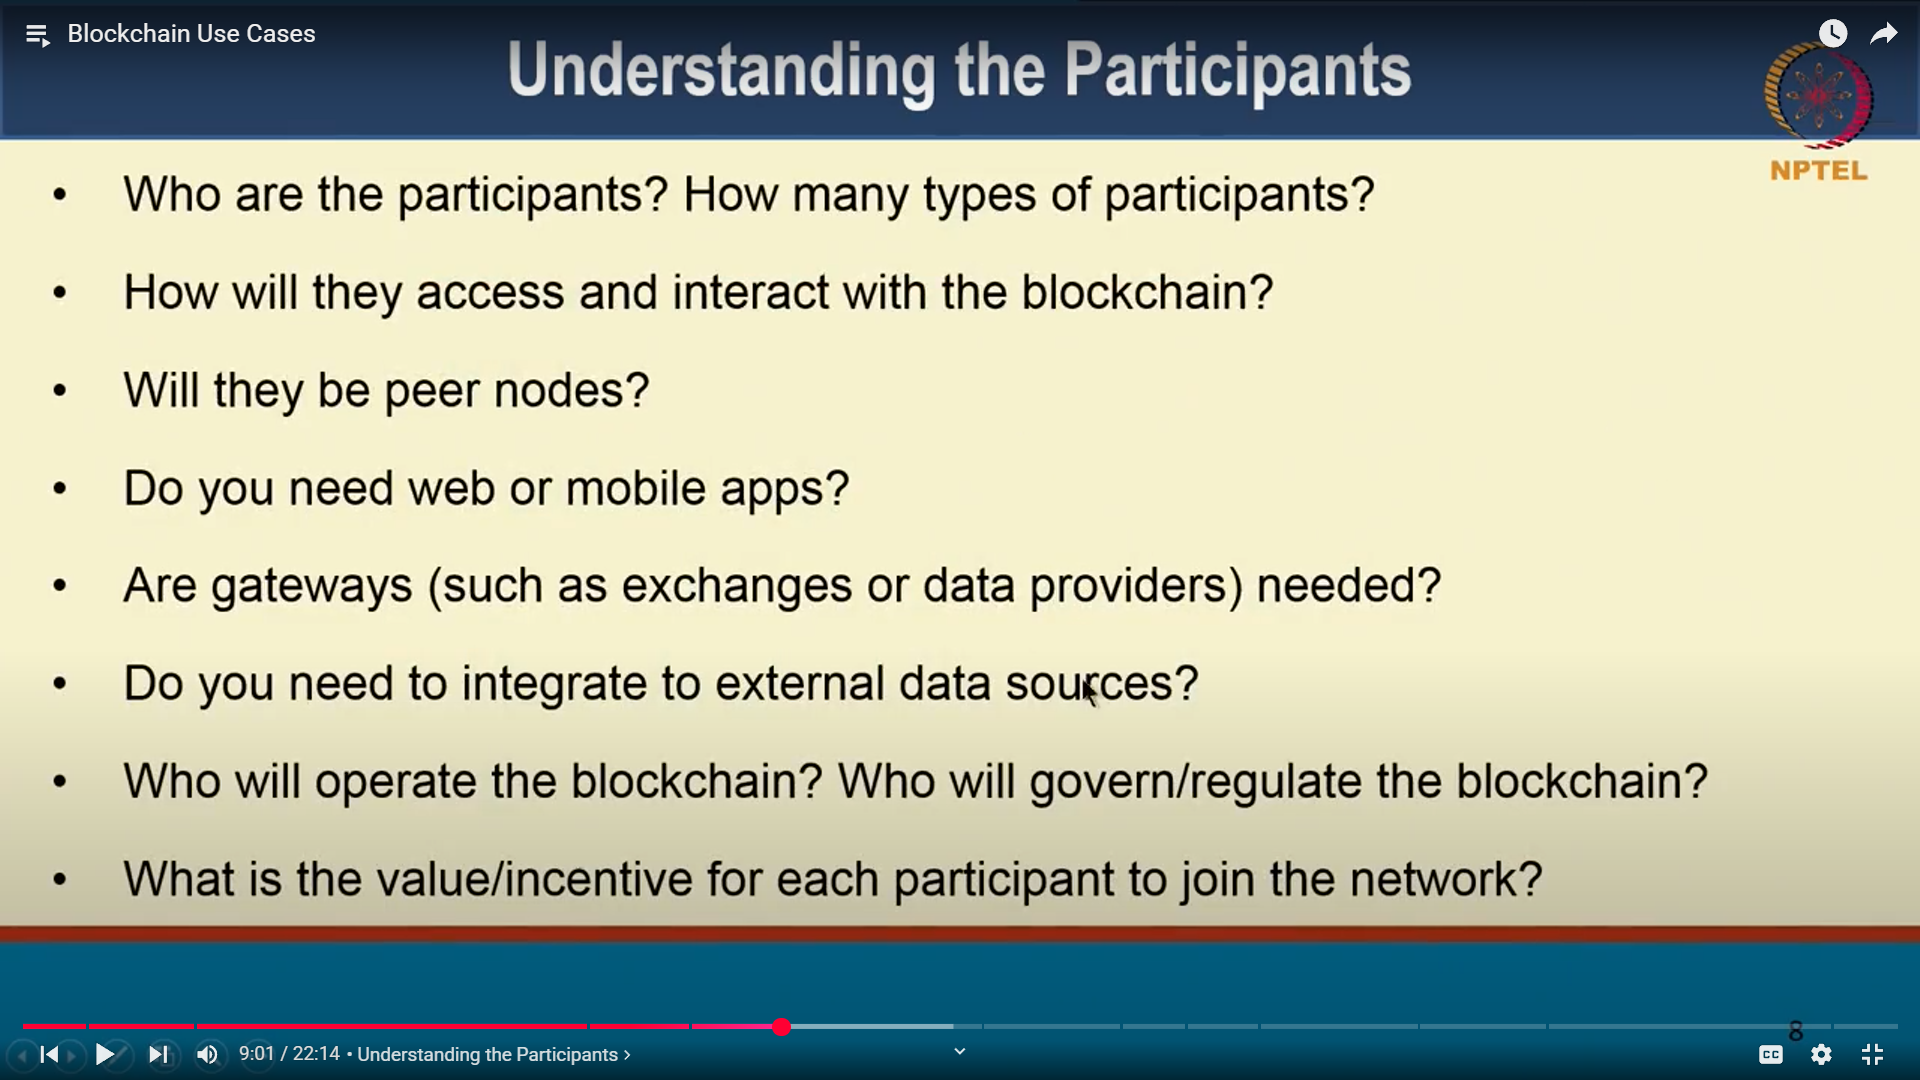 Blockchain Use Cases
Understanding the Participants
NPTEL
• Who are the participants? How many types of participants?
• How will they access and interact with the blockchain?
• Will they be peer nodes?
• Do you need web or mobile apps?
• Are gateways (such as exchanges or data providers) needed?
• Do you need to integrate to external data sources?
• Who will operate the blockchain? Who will govern/regulate the blockchain?
• What is the value/incentive for each participant to join the network?
8
9:01 / 22:14 • Understanding the Participants ›
CC